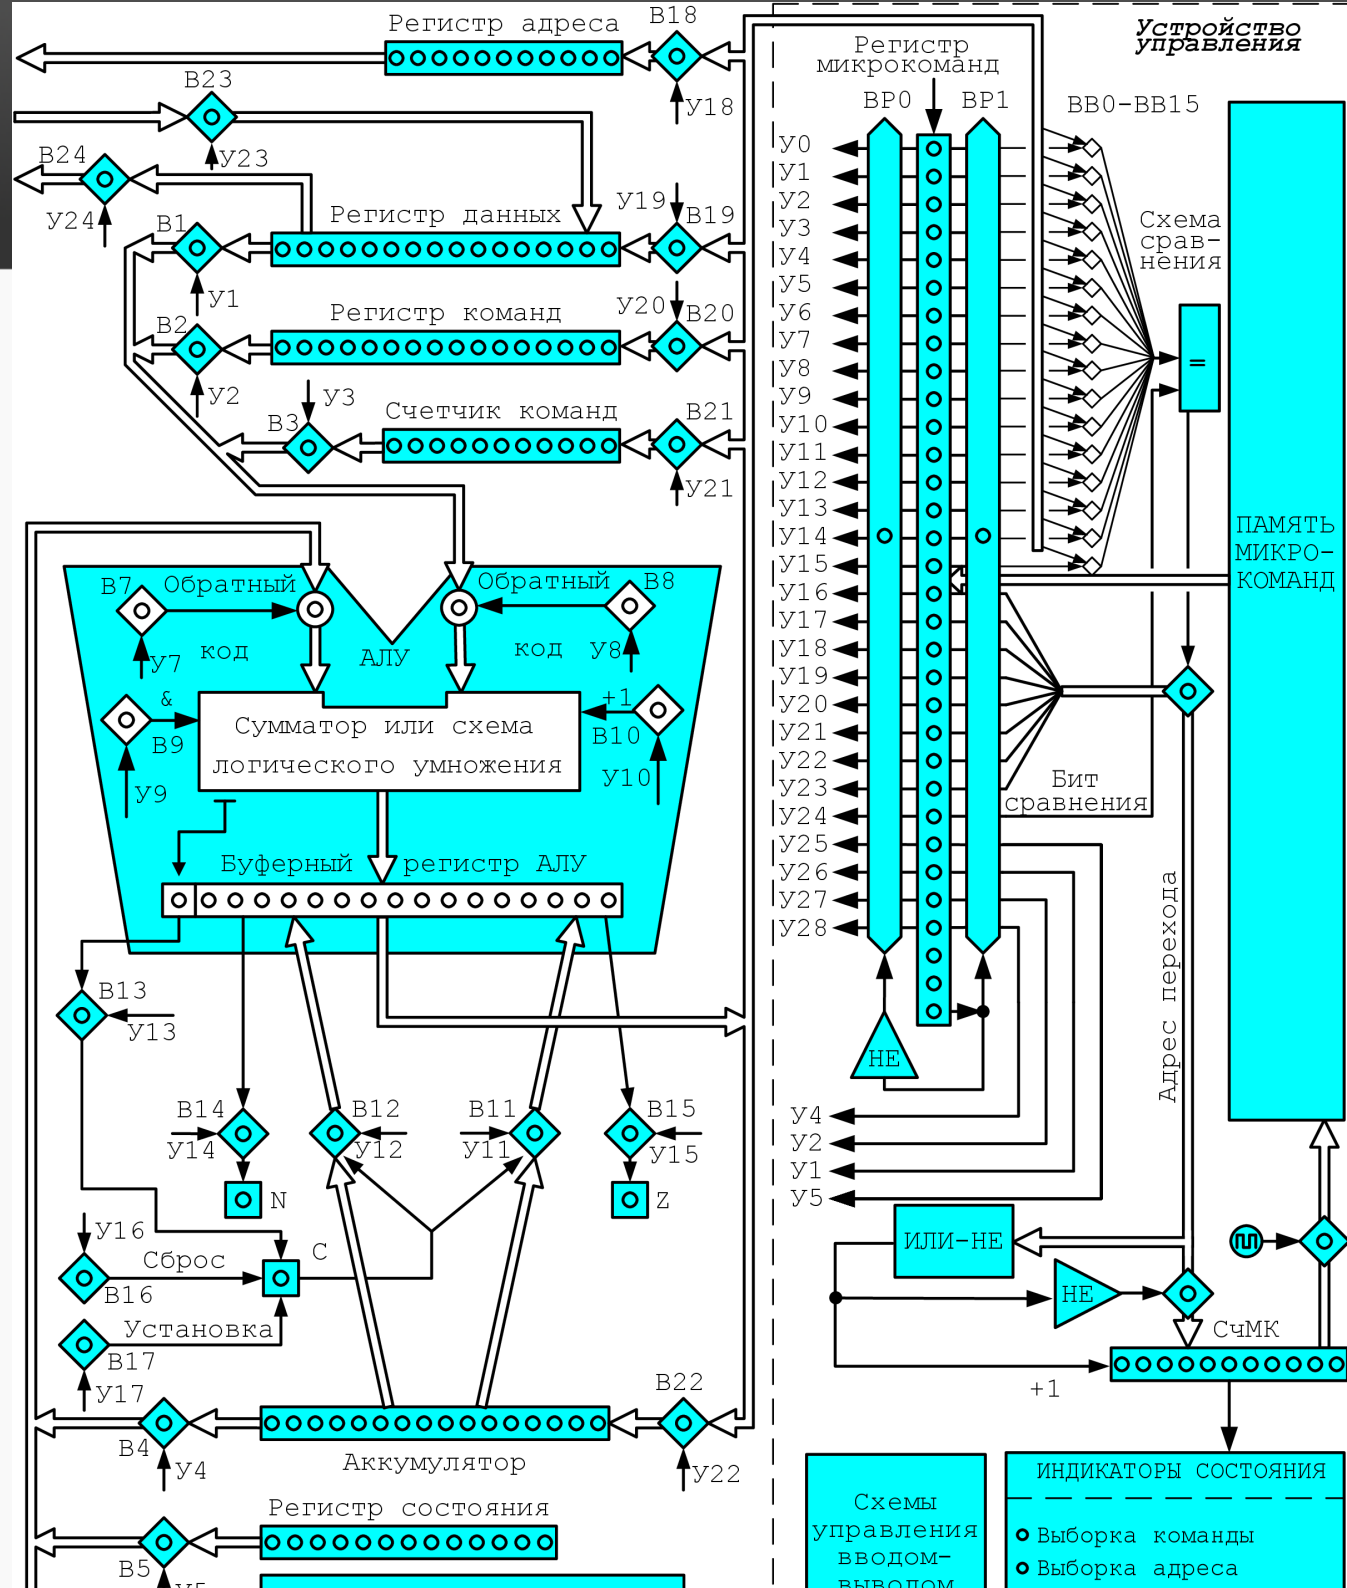 Регистр адреса
В18
У18
В23
У23
В24
У24
Регистр данных
У19
В19
В1
У1
Регистр команд
У20
В20
В2
У2
У3
В3
Счетчик команд
В21
У21
В7
Обратный
код
У7
АЛУ
Обратный
код
В8
У8
&
В9
У9
Сумматор или схема
логического умножения
+1
В10
У10
Буферный регистр АЛУ
В13
У13
В14
У14
N
В12
У12
В11
У11
В15
У15
Z
У16
Сброс
В16
С
Установка
В17
У17
В4
У4
Аккумулятор
В22
У22
Регистр состояния
В5
У5
Устройство
управления
Регистр
микрокоманд
ВР0
ВР1
ВВ0-ВВ15
У0
У1
У2
У3
У4
У5
У6
У7
У8
У9
У10
У11
У12
У13
У14
У15
У16
У17
У18
У19
У20
У21
У22
У23
У24
У25
У26
У27
У28
Схема
срав-
нения
=
ПАМЯТЬ
МИКРО-
КОМАНД
Бит
сравнения
Адрес перехода
НЕ
У4
У2
У1
У5
ИЛИ-НЕ
НЕ
СчМК
+1
Схемы
управления
вводом-
выводом
ИНДИКАТОРЫ СОСТОЯНИЯ
Выборка команды
Выборка адреса